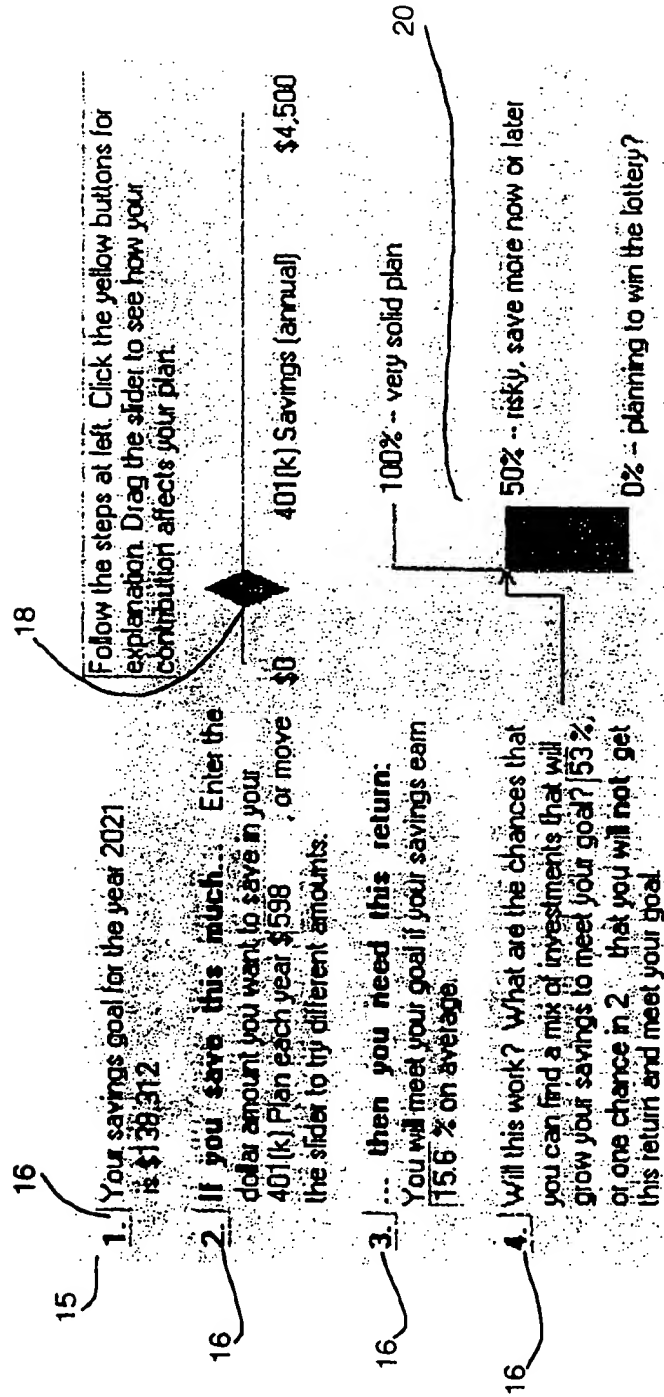 15
16
1. Your savings goal for the year 2021
is $138,312
16
2. If you save this much... Enter the
dollar amount you want to save in your
401(k) Plan each year $598 , or move
the slider to try different amounts.
16
3. ... then you need this return:
You will meet your goal if your savings earn
15.6 % on average.
16
4. Will this work? What are the chances that
you can find a mix of investments that will
grow your savings to meet your goal? 53 %,
or one chance in 2 that you will not get
this return and meet your goal.
18
Follow the steps at left. Click the yellow buttons for
explanation. Drag the slider to see how your
contribution affects your plan.
$0 401(k) Savings (annual) $4,500
100% -- very solid plan
20
50% -- risky, save more now or later
0% -- planning to win the lottery?